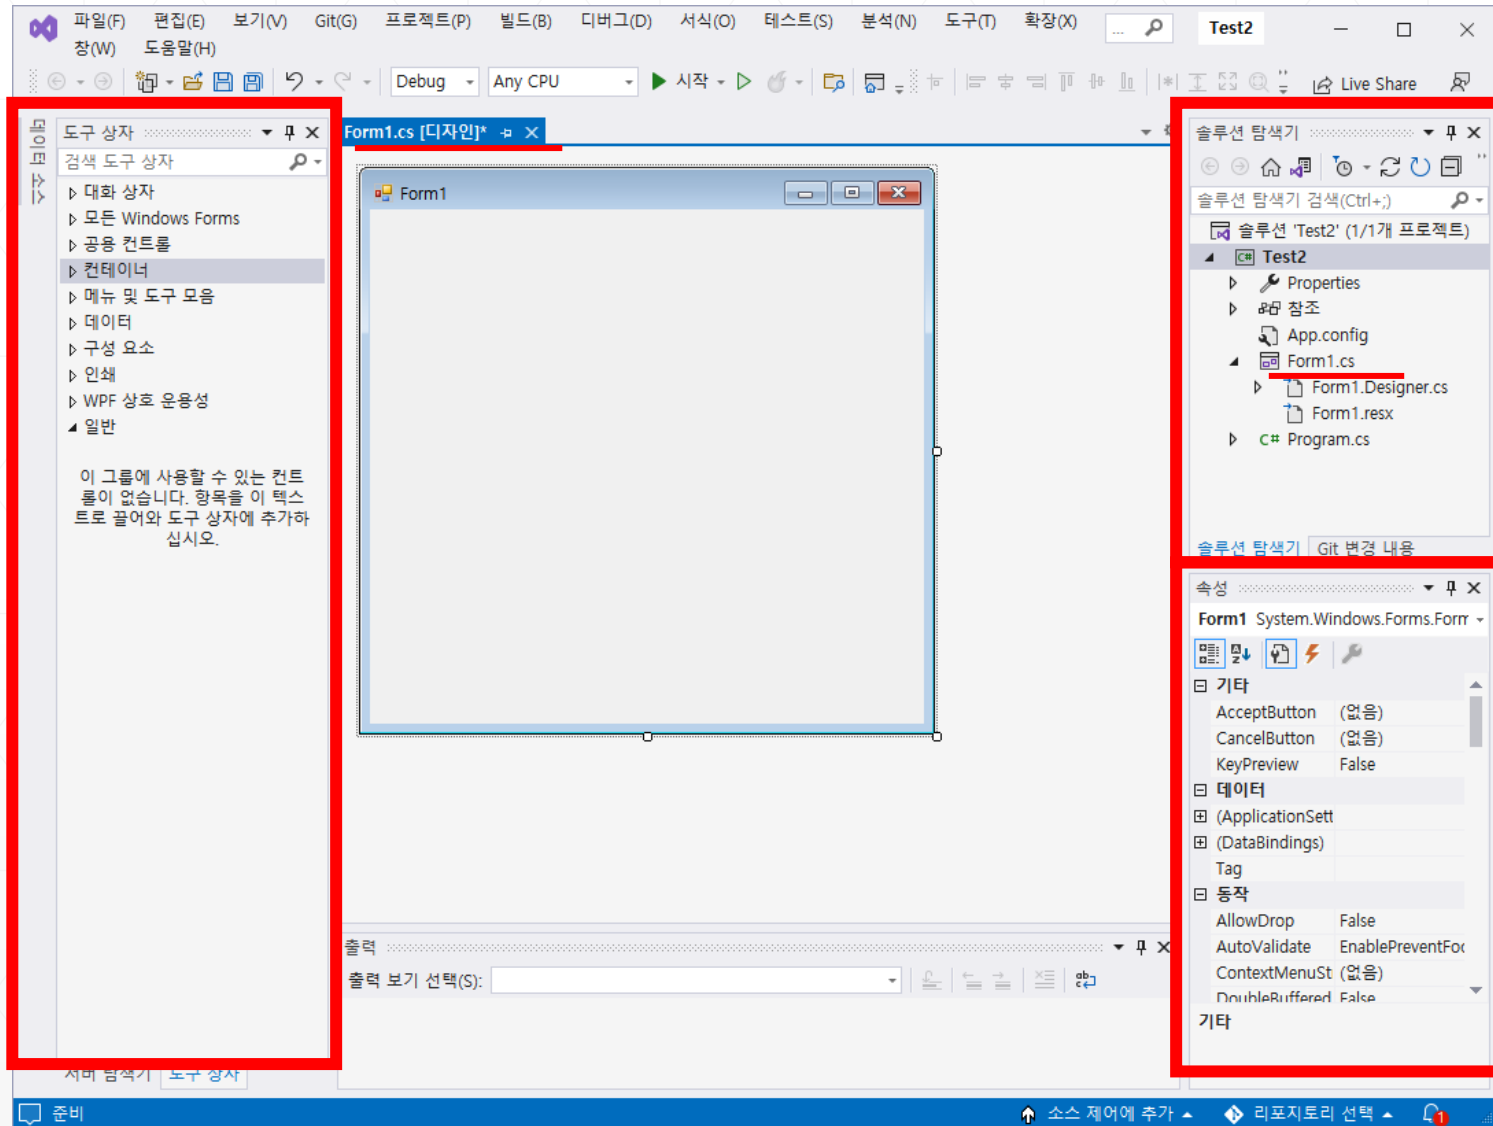 파일(F) 편집(E) 보기(V) Git(G) 프로젝트(P) 빌드(B) 디버그(D) 서식(O) 테스트(S) 분석(N) 도구(T) 확장(X) ... Test2
창(W) 도움말(H)
Debug Any CPU 시작 Live Share
데이터 소스
도구 상자
검색 도구 상자
대화 상자
모든 Windows Forms
공용 컨트롤
컨테이너
메뉴 및 도구 모음
데이터
구성 요소
인쇄
WPF 상호 운용성
일반
이 그룹에 사용할 수 있는 컨트
롤이 없습니다. 항목을 이 텍스
트로 끌어와 도구 상자에 추가하
십시오.
서버 탐색기 도구 상자
Form1.cs [디자인]*
Form1
출력
출력 보기 선택(S):
솔루션 탐색기
솔루션 탐색기 검색(Ctrl+;)
솔루션 'Test2' (1/1개 프로젝트)
C# Test2
Properties
참조
App.config
Form1.cs
Form1.Designer.cs
Form1.resx
C# Program.cs
솔루션 탐색기 Git 변경 내용
속성
Form1 System.Windows.Forms.Form
기타
AcceptButton (없음)
CancelButton (없음)
KeyPreview False
데이터
(ApplicationSett
(DataBindings)
Tag
동작
AllowDrop False
AutoValidate EnablePreventFoc
ContextMenuSt (없음)
DoubleBuffered False
기타
준비 소스 제어에 추가 리포지토리 선택 1